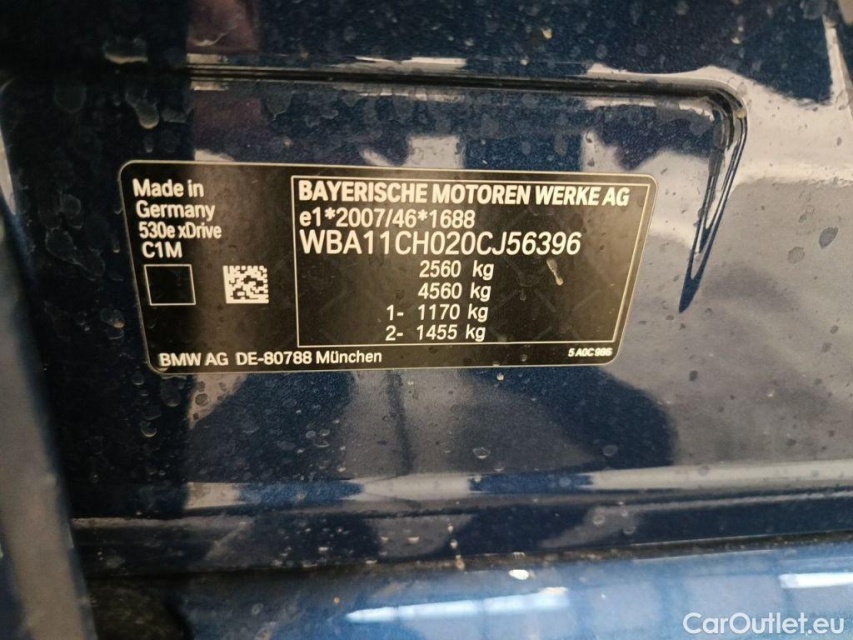 Made in
Germany
530e xDrive
C1M
BAYERISCHE MOTOREN WERKE AG
e1*2007/46*1688
WBA11CH020CJ56396
2560 kg
4560 kg
1- 1170 kg
2- 1455 kg
BMW AG DE-80788 München
5 A0C 986
CarOutlet.eu